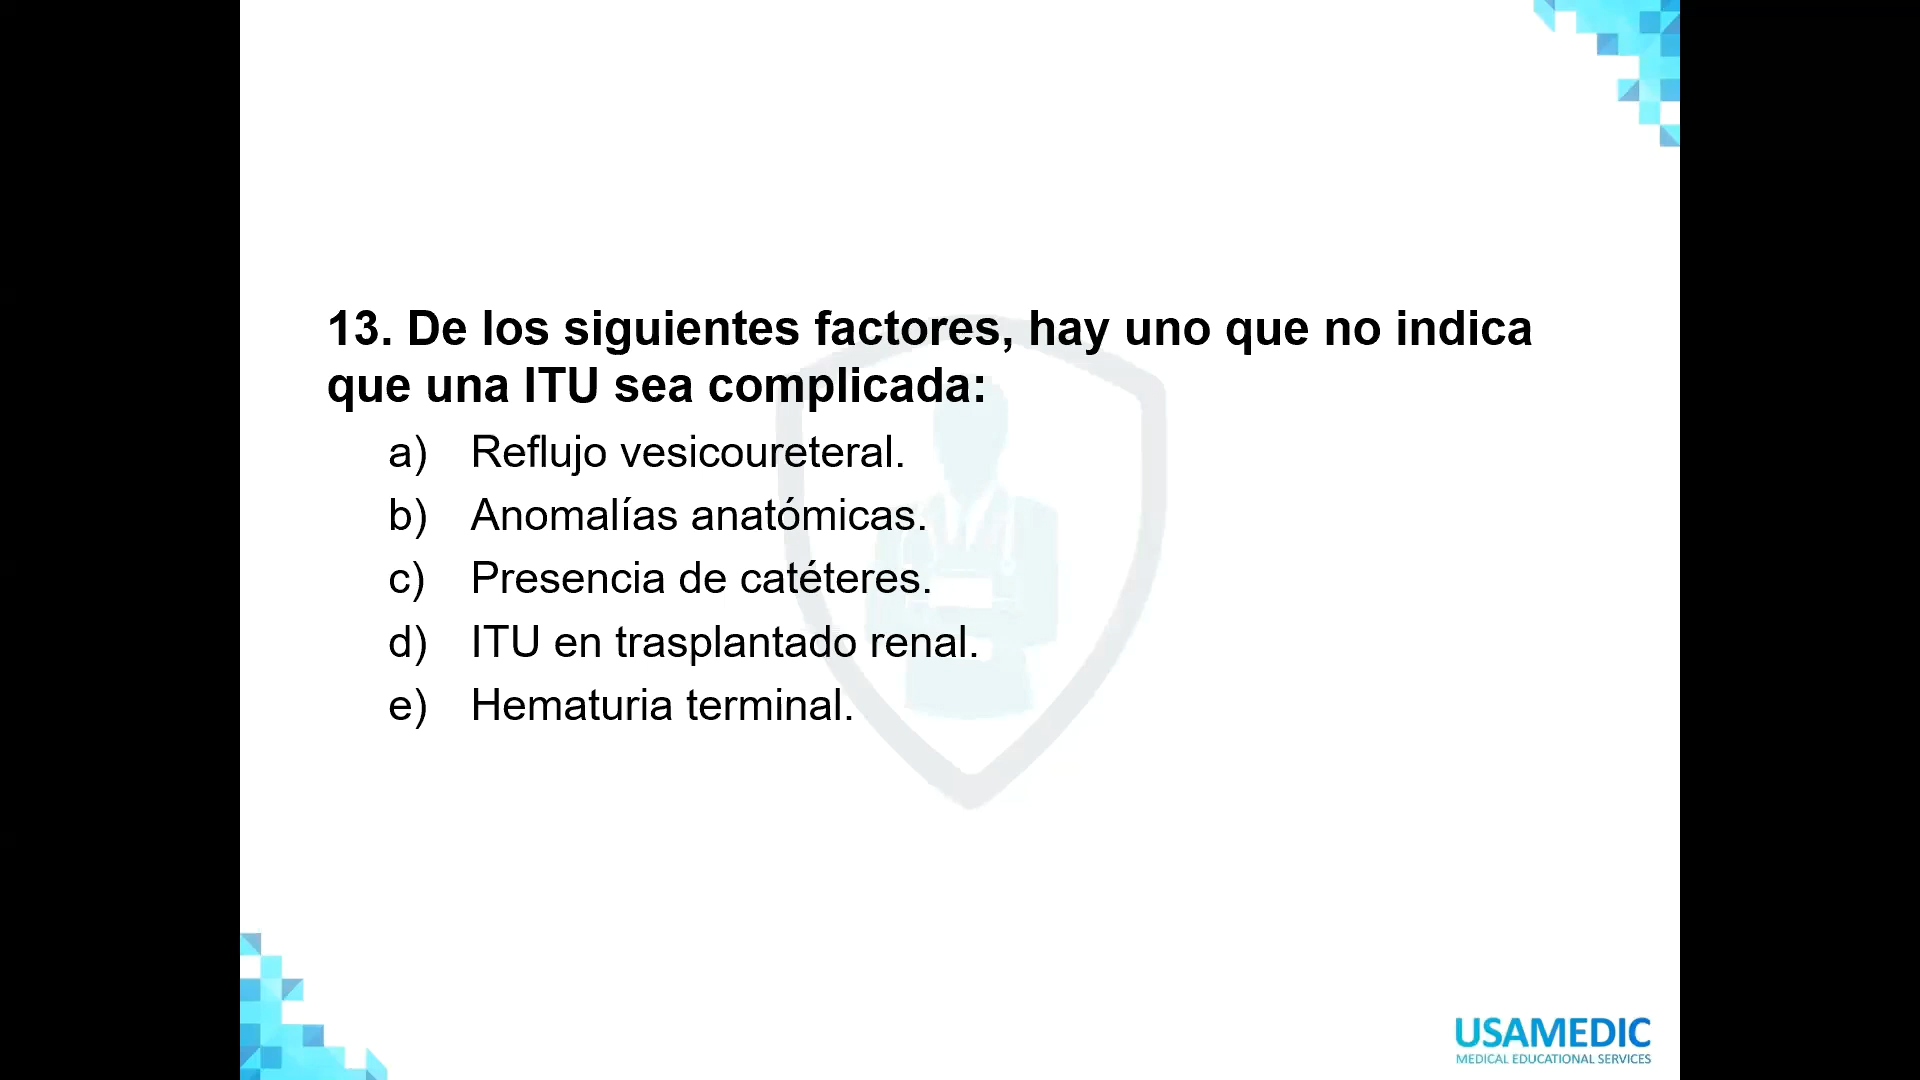 13. De los siguientes factores, hay uno que no indica
que una ITU sea complicada:
a) Reflujo vesicoureteral.
b) Anomalías anatómicas.
c) Presencia de catéteres.
d) ITU en trasplantado renal.
e) Hematuria terminal.
USAMEDIC
MEDICAL EDUCATIONAL SERVICES